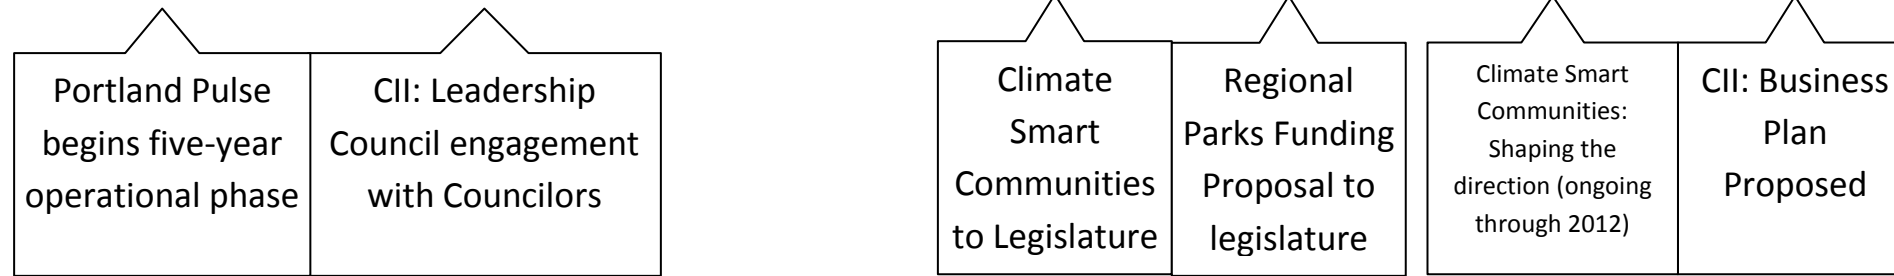 Portland Pulse
begins five-year
operational phase
CII: Leadership
Council engagement
with Councilors
Climate
Smart
Communities
to Legislature
Regional
Parks Funding
Proposal to
legislature
Climate Smart
Communities:
Shaping the
direction (ongoing
through 2012)
CII: Business
Plan
Proposed